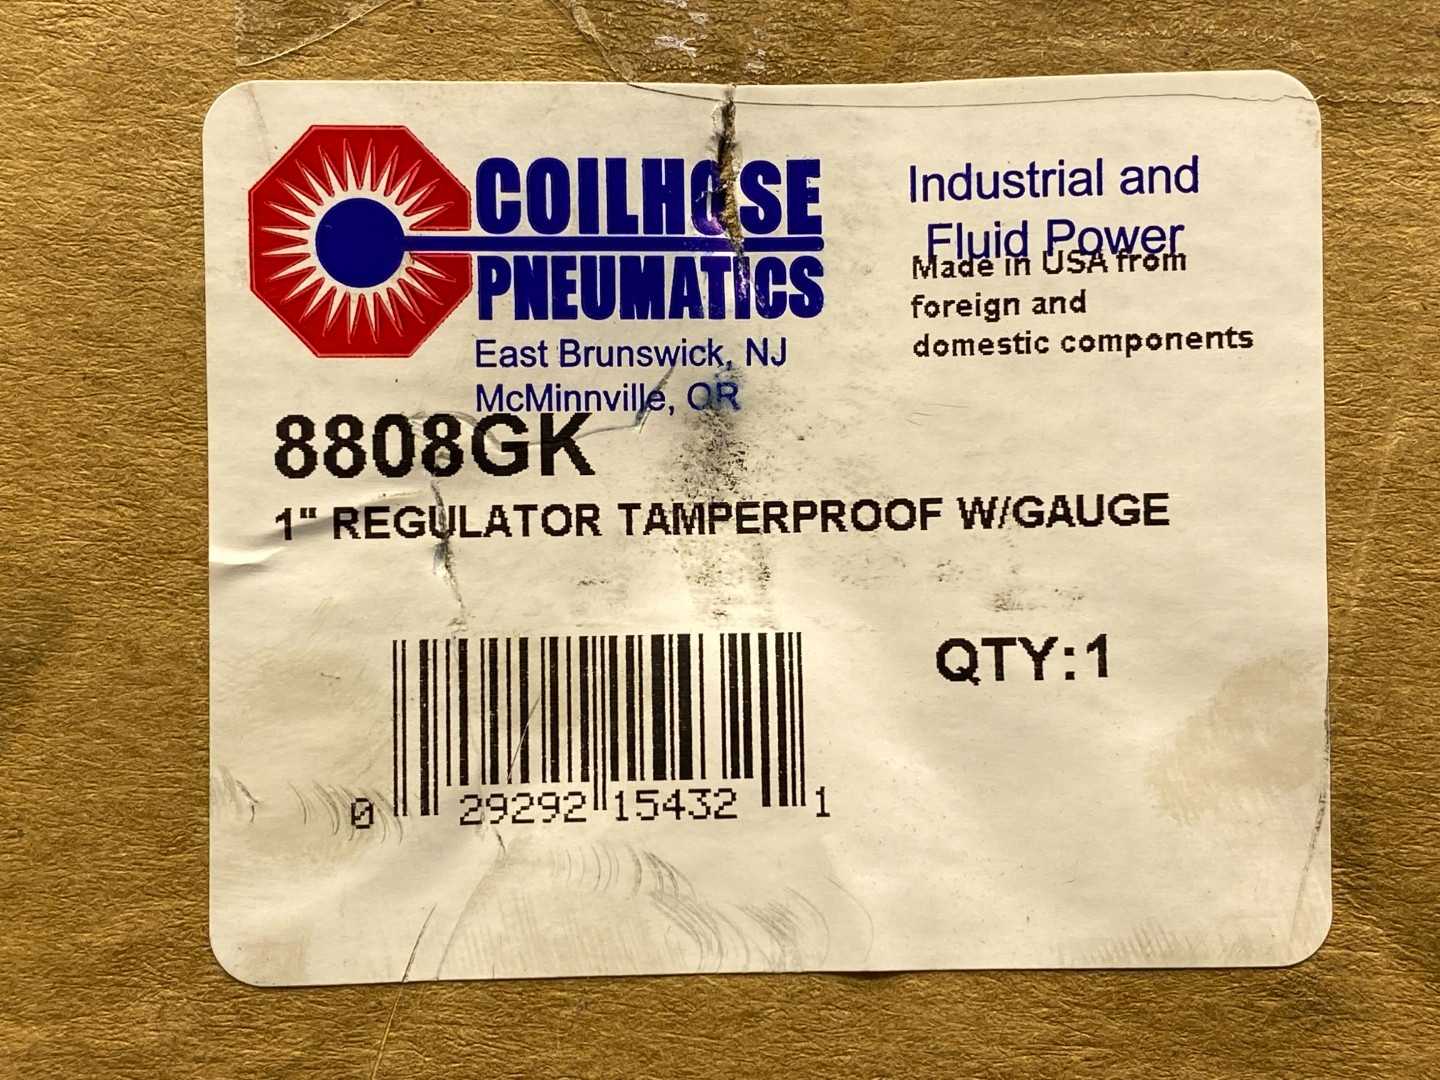 COILHOSE
PNEUMATICS
East Brunswick, NJ
McMinnville, OR
Industrial and
Fluid Power
Made in USA from
foreign and
domestic components
8808GK
1" REGULATOR TAMPERPROOF W/GAUGE
QTY:1
0 29292 15432 1